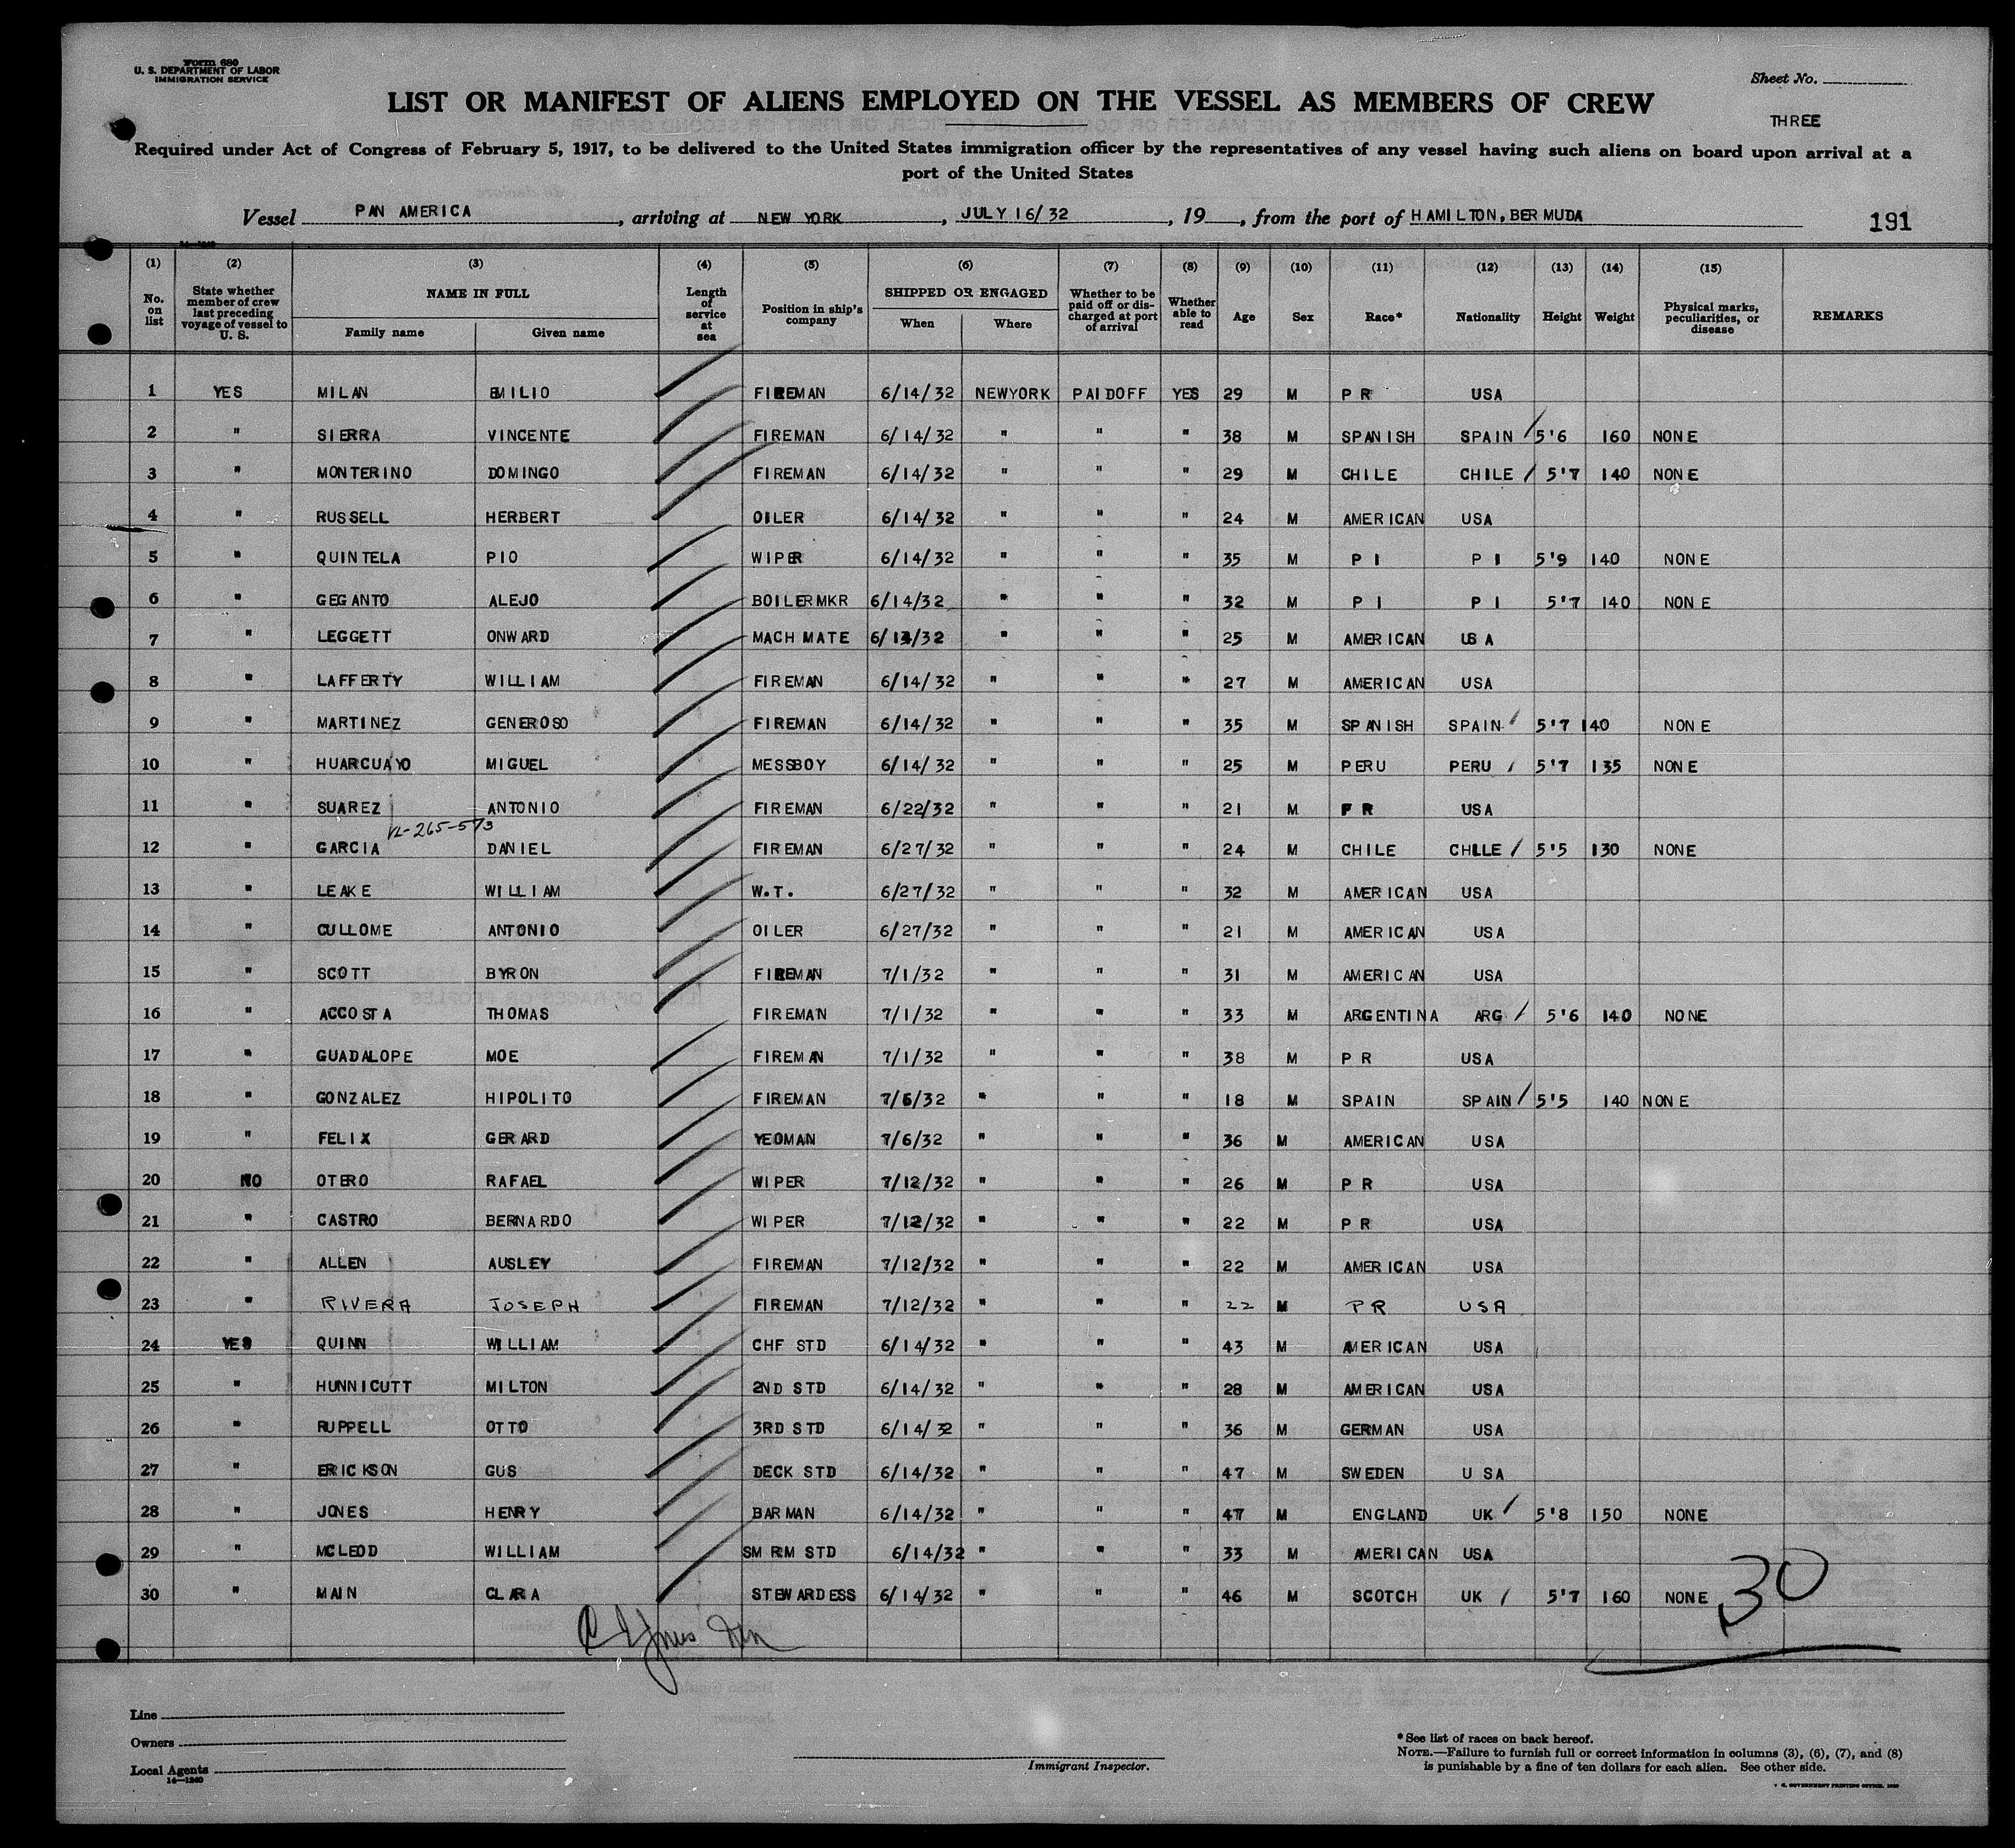 Form 680
U. S. DEPARTMENT OF LABOR
IMMIGRATION SERVICE
Sheet No.
LIST OR MANIFEST OF ALIENS EMPLOYED ON THE VESSEL AS MEMBERS OF CREW
THREE
Required under Act of Congress of February 5, 1917, to be delivered to the United States immigration officer by the representatives of any vessel having such aliens on board upon arrival at a
port of the United States
Vessel PAN AMERICA, arriving at NEW YORK, JULY 16/32, 19, from the port of HAMILTON, BERMUDA 191
14—1240
(1) (2) (3) (4) (5) (6) (7) (8) (9) (10) (11) (12) (13) (14) (15)
No. on list State whether member of crew last preceding voyage of vessel to U. S. NAME IN FULL Family name Given name Length of service at sea Position in ship's company SHIPPED OR ENGAGED When Where Whether to be paid off or discharged at port of arrival Whether able to read Age Sex Race* Nationality Height Weight Physical marks, peculiarities, or disease REMARKS
1 YES MILAN EMILIO FIREMAN 6/14/32 NEWYORK PAIDOFF YES 29 M P R USA
2 " SIERRA VINCENTE FIREMAN 6/14/32 " " " 38 M SPANISH SPAIN / 5'6 160 NONE
3 " MONTERINO DOMINGO FIREMAN 6/14/32 " " " 29 M CHILE CHILE / 5'7 140 NONE
4 " RUSSELL HERBERT OILER 6/14/32 " " " 24 M AMERICAN USA
5 " QUINTELA PIO WIPER 6/14/32 " " " 35 M P I P I 5'9 140 NONE
6 " GEGANTO ALEJO BOILERMKR 6/14/32 " " " 32 M P I P I 5'7 140 NONE
7 " LEGGETT ONWARD MACH MATE 6/14/32 " " " 25 M AMERICAN USA
8 " LAFFERTY WILLIAM FIREMAN 6/14/32 " " " 27 M AMERICAN USA
9 " MARTINEZ GENEROSO FIREMAN 6/14/32 " " " 35 M SPANISH SPAIN / 5'7 140 NONE
10 " HUARCUAYO MIGUEL MESSBOY 6/14/32 " " " 25 M PERU PERU / 5'7 135 NONE
11 " SUAREZ ANTONIO FIREMAN 6/22/32 " " " 21 M P R USA
12 " GARCIA DANIEL FIREMAN 6/27/32 " " " 24 M CHILE CHLLE / 5'5 130 NONE
13 " LEAKE WILLIAM W.T. 6/27/32 " " " 32 M AMERICAN USA
14 " CULLOME ANTONIO OILER 6/27/32 " " " 21 M AMERICAN USA
15 " SCOTT BYRON FIREMAN 7/1/32 " " " 31 M AMERICAN USA
16 " ACCOSTA THOMAS FIREMAN 7/1/32 " " " 33 M ARGENTINA ARG / 5'6 140 NONE
17 " GUADALOPE MOE FIREMAN 7/1/32 " " " 38 M P R USA
18 " GONZALEZ HIPOLITO FIREMAN 7/6/32 " " " 18 M SPAIN SPAIN / 5'5 140 NONE
19 " FELIX GERARD YEOMAN 7/6/32 " " " 36 M AMERICAN USA
20 NO OTERO RAFAEL WIPER 7/12/32 " " " 26 M P R USA
21 " CASTRO BERNARDO WIPER 7/12/32 " " " 22 M P R USA
22 " ALLEN AUSLEY FIREMAN 7/12/32 " " " 22 M AMERICAN USA
23 " RIVERA JOSEPH FIREMAN 7/12/32 " " " 22 M P R USA
24 YES QUINN WILLIAM CHF STD 6/14/32 " " " 43 M AMERICAN USA
25 " HUNNICUTT MILTON 2ND STD 6/14/32 " " " 28 M AMERICAN USA
26 " RUPPELL OTTO 3RD STD 6/14/32 " " " 36 M GERMAN USA
27 " ERICKSON GUS DECK STD 6/14/32 " " " 47 M SWEDEN USA
28 " JONES HENRY BARMAN 6/14/32 " " " 47 M ENGLAND UK / 5'8 150 NONE
29 " MCLEOD WILLIAM SM RM STD 6/14/32 " " " 33 M AMERICAN USA
30 " MAIN CLARA STEWARDESS 6/14/32 " " " 46 M SCOTCH UK / 5'7 160 NONE
30
Line
Owners
Local Agents
14—1240
Immigrant Inspector.
* See list of races on back hereof.
NOTE.—Failure to furnish full or correct information in columns (3), (6), (7), and (8)
is punishable by a fine of ten dollars for each alien. See other side.